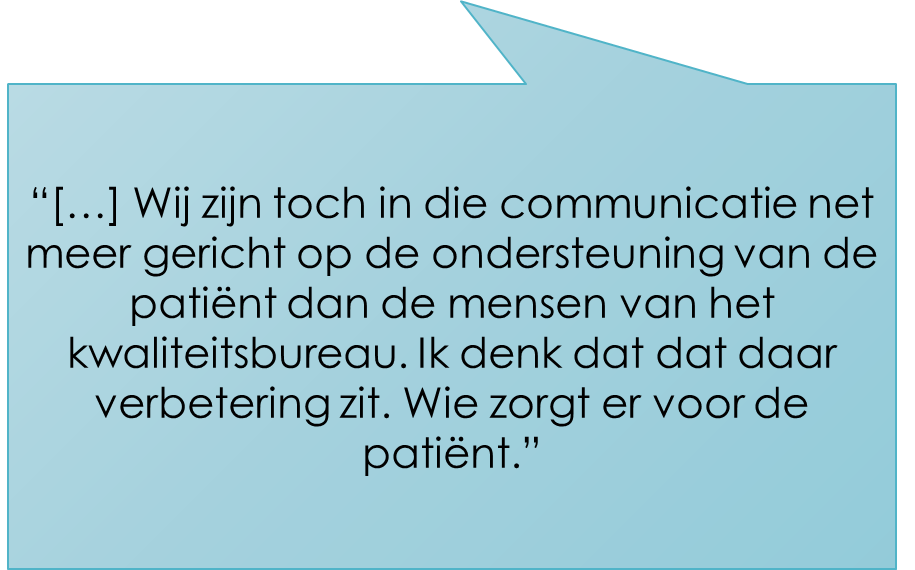 “[…] Wij zijn toch in die communicatie net
meer gericht op de ondersteuning van de
patiënt dan de mensen van het
kwaliteitsbureau. Ik denk dat dat daar
verbetering zit. Wie zorgt er voor de
patiënt.”